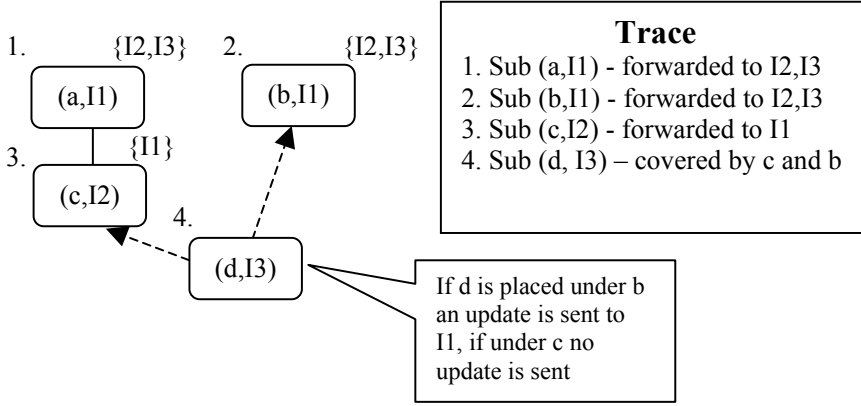 1.
{I2,I3}
2.
{I2,I3}
(a,I1)
(b,I1)
3.
{I1}
(c,I2)
4.
(d,I3)
Trace
1. Sub (a,I1) - forwarded to I2,I3
2. Sub (b,I1) - forwarded to I2,I3
3. Sub (c,I2) - forwarded to I1
4. Sub (d, I3) – covered by c and b
If d is placed under b
an update is sent to
I1, if under c no
update is sent